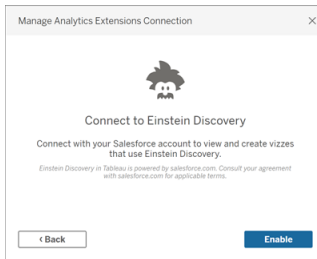 Manage Analytics Extensions Connection
Connect to Einstein Discovery
Connect with your Salesforce account to view and create vizzes
that use Einstein Discovery.
Einstein Discovery in Tableau is powered by salesforce.com. Consult your agreement
with salesforce.com for applicable terms.
‹ Back
Enable